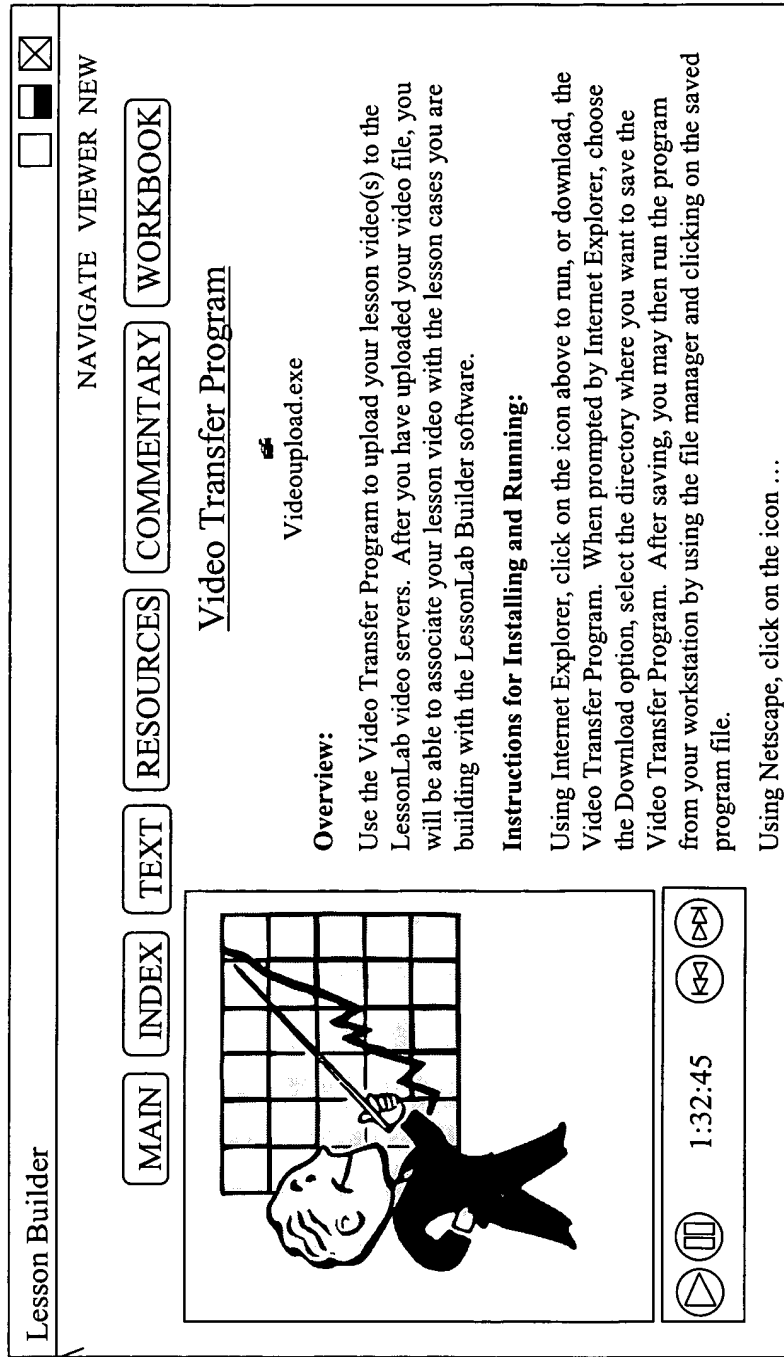 Lesson Builder
NAVIGATE VIEWER NEW
MAIN INDEX TEXT RESOURCES COMMENTARY WORKBOOK
Video Transfer Program
Videoupload.exe
Overview:
Use the Video Transfer Program to upload your lesson video(s) to the
LessonLab video servers. After you have uploaded your video file, you
will be able to associate your lesson video with the lesson cases you are
building with the LessonLab Builder software.
Instructions for Installing and Running:
Using Internet Explorer, click on the icon above to run, or download, the
Video Transfer Program. When prompted by Internet Explorer, choose
the Download option, select the directory where you want to save the
Video Transfer Program. After saving, you may then run the program
from your workstation by using the file manager and clicking on the saved
program file.
Using Netscape, click on the icon ...
1:32:45